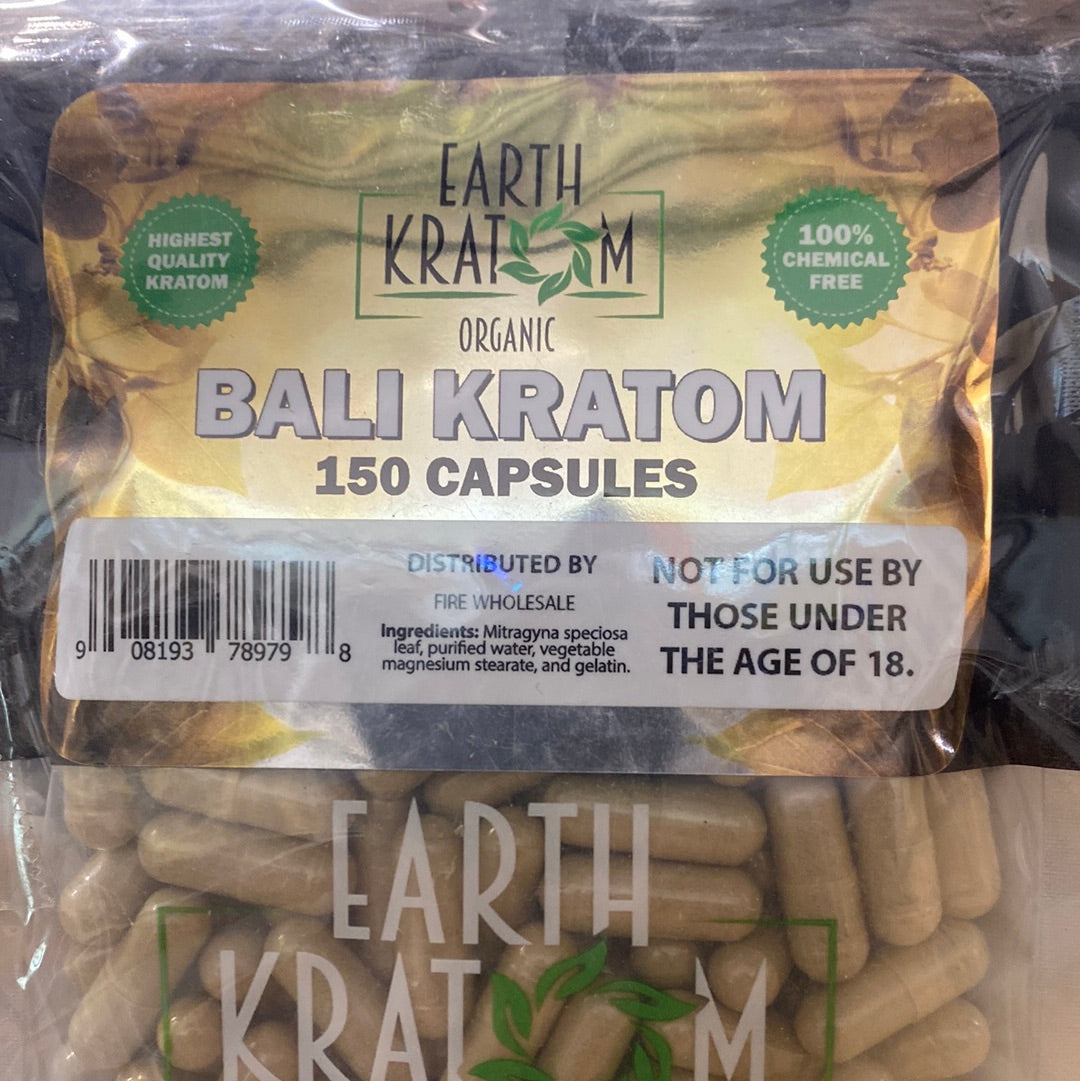 EARTH
KRATOM
HIGHEST
QUALITY
KRATOM
100%
CHEMICAL
FREE
ORGANIC
BALI KRATOM
150 CAPSULES
9 08193 78979 8
DISTRIBUTED BY
FIRE WHOLESALE
Ingredients: Mitragyna speciosa
leaf, purified water, vegetable
magnesium stearate, and gelatin.
NOT FOR USE BY
THOSE UNDER
THE AGE OF 18.
EARTH
KRATOM